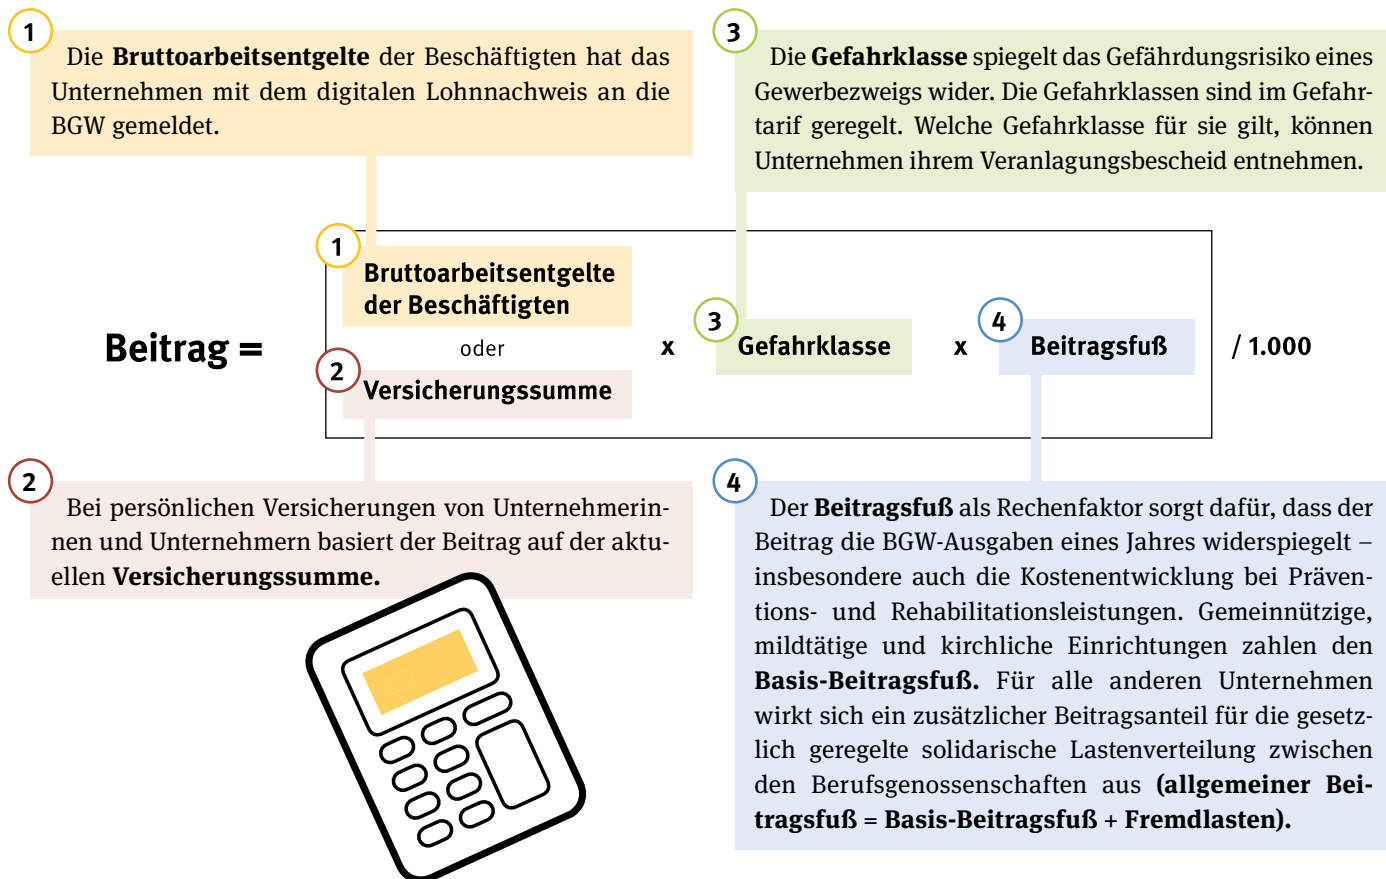 1
Die Bruttoarbeitsentgelte der Beschäftigten hat das
Unternehmen mit dem digitalen Lohnnachweis an die
BGW gemeldet.
3
Die Gefahrklasse spiegelt das Gefährdungsrisiko eines
Gewerbezweigs wider. Die Gefahrklassen sind im Gefahr-
tarif geregelt. Welche Gefahrklasse für sie gilt, können
Unternehmen ihrem Veranlagungsbescheid entnehmen.
Beitrag =
1
Bruttoarbeitsentgelte
der Beschäftigten
oder
2
Versicherungssumme
x
3
Gefahrklasse
x
4
Beitragsfuß
/ 1.000
2
Bei persönlichen Versicherungen von Unternehmerin-
nen und Unternehmern basiert der Beitrag auf der aktu-
ellen Versicherungssumme.
4
Der Beitragsfuß als Rechenfaktor sorgt dafür, dass der
Beitrag die BGW-Ausgaben eines Jahres widerspiegelt –
insbesondere auch die Kostenentwicklung bei Präven-
tions- und Rehabilitationsleistungen. Gemeinnützige,
mildtätige und kirchliche Einrichtungen zahlen den
Basis-Beitragsfuß. Für alle anderen Unternehmen
wirkt sich ein zusätzlicher Beitragsanteil für die gesetz-
lich geregelte solidarische Lastenverteilung zwischen
den Berufsgenossenschaften aus (allgemeiner Bei-
tragsfuß = Basis-Beitragsfuß + Fremdlasten).